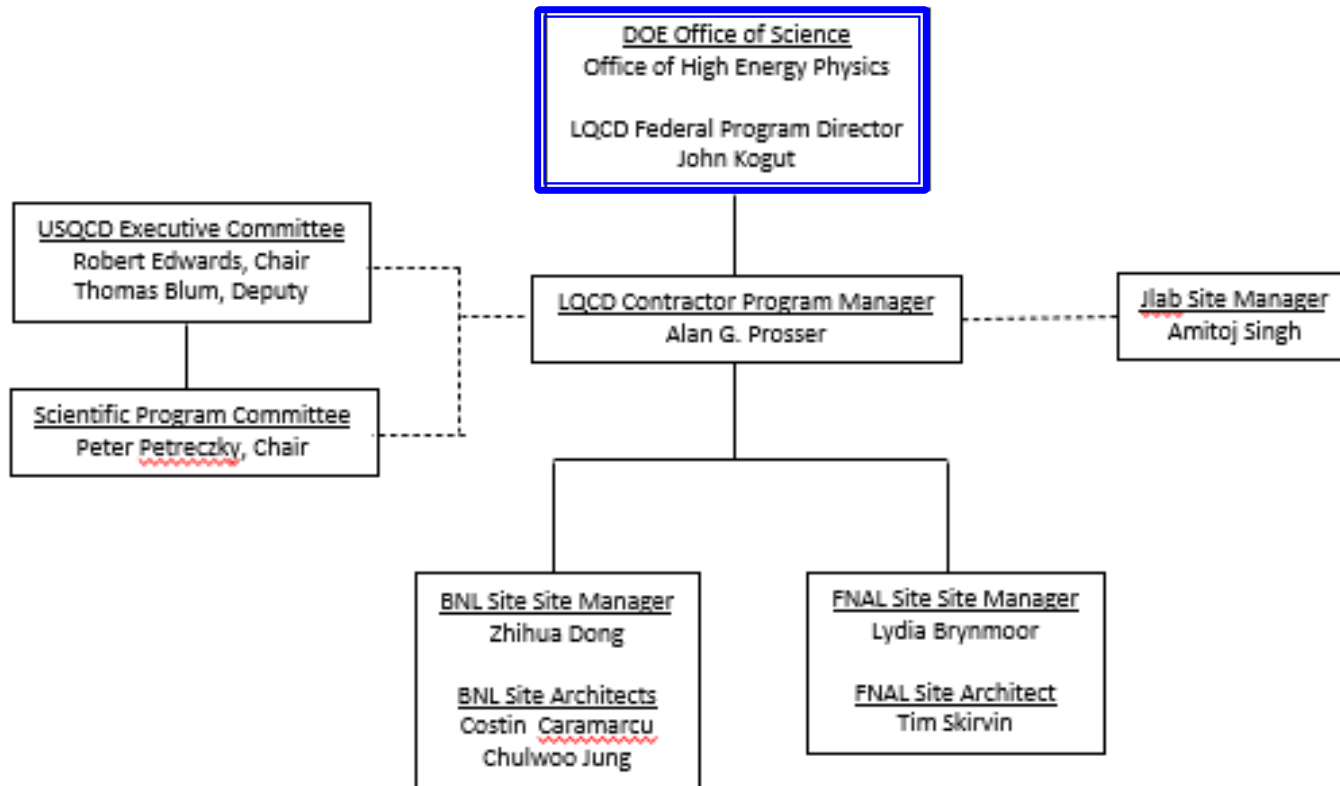 DOE Office of Science
Office of High Energy Physics
LQCD Federal Program Director
John Kogut
USQCD Executive Committee
Robert Edwards, Chair
Thomas Blum, Deputy
LQCD Contractor Program Manager
Alan G. Prosser
Jlab Site Manager
Amitoj Singh
Scientific Program Committee
Peter Petreczky, Chair
BNL Site Site Manager
Zhihua Dong
BNL Site Architects
Costin Caramarcu
Chulwoo Jung
FNAL Site Site Manager
Lydia Brynmoor
FNAL Site Architect
Tim Skirvin